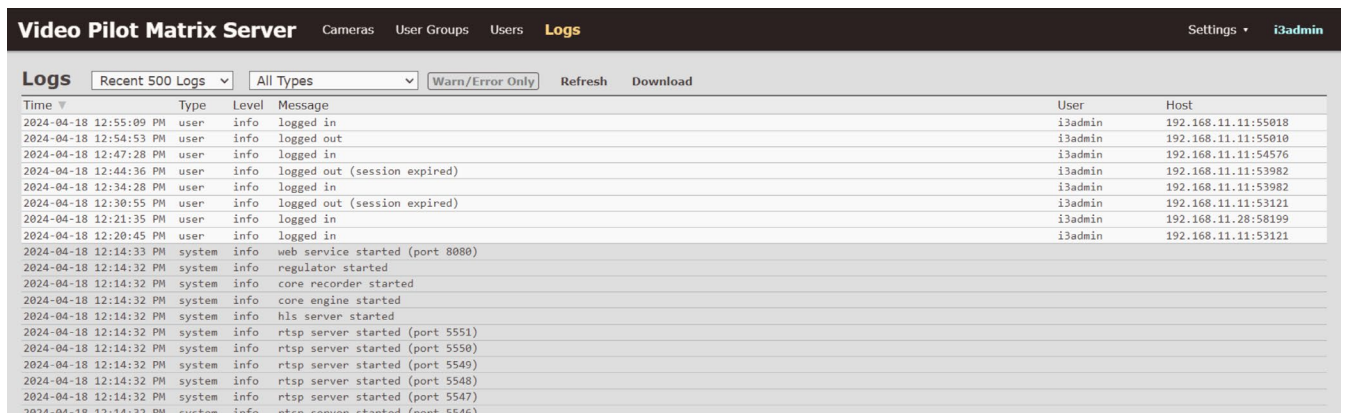 Video Pilot Matrix Server Cameras User Groups Users Logs Settings ▾ i3admin
Logs Recent 500 Logs All Types Warn/Error Only Refresh Download
Time ▼ Type Level Message User Host
2024-04-18 12:55:09 PM user info logged in i3admin 192.168.11.11:55018
2024-04-18 12:54:53 PM user info logged out i3admin 192.168.11.11:55010
2024-04-18 12:47:28 PM user info logged in i3admin 192.168.11.11:54576
2024-04-18 12:44:36 PM user info logged out (session expired) i3admin 192.168.11.11:53982
2024-04-18 12:34:28 PM user info logged in i3admin 192.168.11.11:53982
2024-04-18 12:30:55 PM user info logged out (session expired) i3admin 192.168.11.11:53121
2024-04-18 12:21:35 PM user info logged in i3admin 192.168.11.28:58199
2024-04-18 12:20:45 PM user info logged in i3admin 192.168.11.11:53121
2024-04-18 12:14:33 PM system info web service started (port 8080)
2024-04-18 12:14:32 PM system info regulator started
2024-04-18 12:14:32 PM system info core recorder started
2024-04-18 12:14:32 PM system info core engine started
2024-04-18 12:14:32 PM system info hls server started
2024-04-18 12:14:32 PM system info rtsp server started (port 5551)
2024-04-18 12:14:32 PM system info rtsp server started (port 5550)
2024-04-18 12:14:32 PM system info rtsp server started (port 5549)
2024-04-18 12:14:32 PM system info rtsp server started (port 5548)
2024-04-18 12:14:32 PM system info rtsp server started (port 5547)
2024-04-18 12:14:32 PM system info rtsp server started (port 5546)